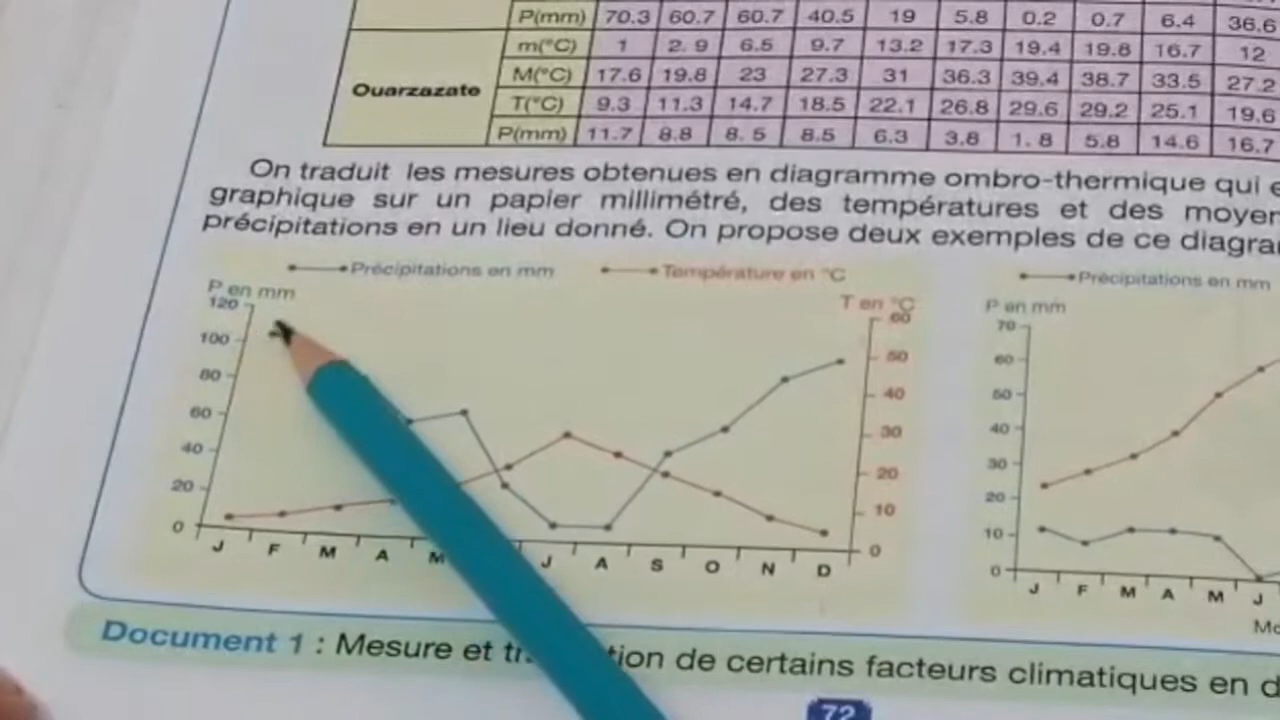 P(mm) 70.3 60.7 60.7 40.5 19 5.8 0.2 0.7 6.4 36.6
Ouarzazate
m(°C) 1 2.9 6.5 9.7 13.2 17.3 19.4 19.8 16.7 12
M(°C) 17.6 19.8 23 27.3 31 36.3 39.4 38.7 33.5 27.2
T(°C) 9.3 11.3 14.7 18.5 22.1 26.8 29.6 29.2 25.1 19.6
P(mm) 11.7 8.8 8.5 8.5 6.3 3.8 1.8 5.8 14.6 16.7
On traduit les mesures obtenues en diagramme ombro-thermique qui
graphique sur un papier millimétré, des températures et des moyen
précipitations en un lieu donné. On propose deux exemples de ce diagra
Précipitations en mm Température en °C
P en mm
120
100
80
60
40
20
0
J F M A M J A S O N D
T en °C
60
50
40
30
20
10
0
Précipitations en mm
P en mm
70
60
50
40
30
20
10
0
J F M A M J
Mo
Document 1 : Mesure et tion de certains facteurs climatiques en d
72